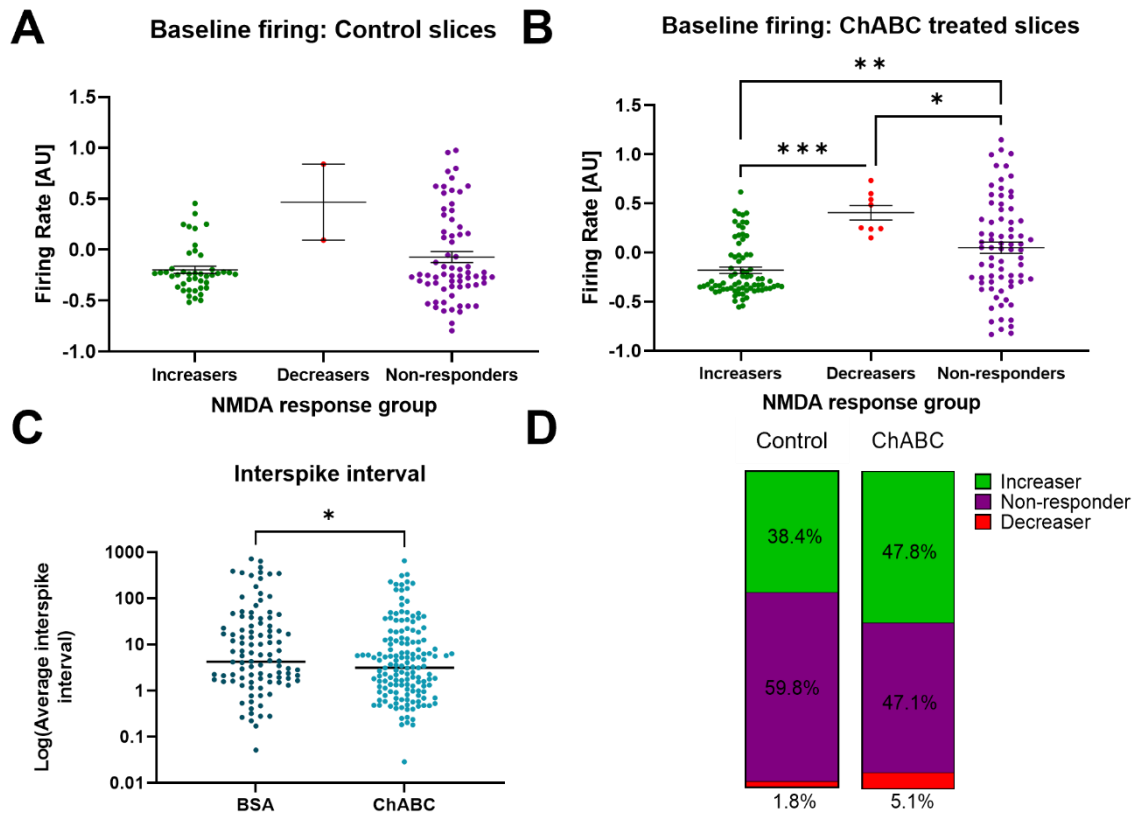 A
Baseline firing: Control slices
Firing Rate [AU]
1.5
1.0
0.5
0.0
-0.5
-1.0
Increasers Decreasers Non-responders
NMDA response group
B
Baseline firing: ChABC treated slices
Firing Rate [AU]
1.5
1.0
0.5
0.0
-0.5
-1.0
**
*
***
Increasers Decreasers Non-responders
NMDA response group
C
Interspike interval
Log(Average interspike
interval)
1000
100
10
1
0.1
0.01
*
BSA ChABC
D
Control ChABC
38.4% 47.8%
59.8% 47.1%
1.8% 5.1%
Increaser
Non-responder
Decreaser